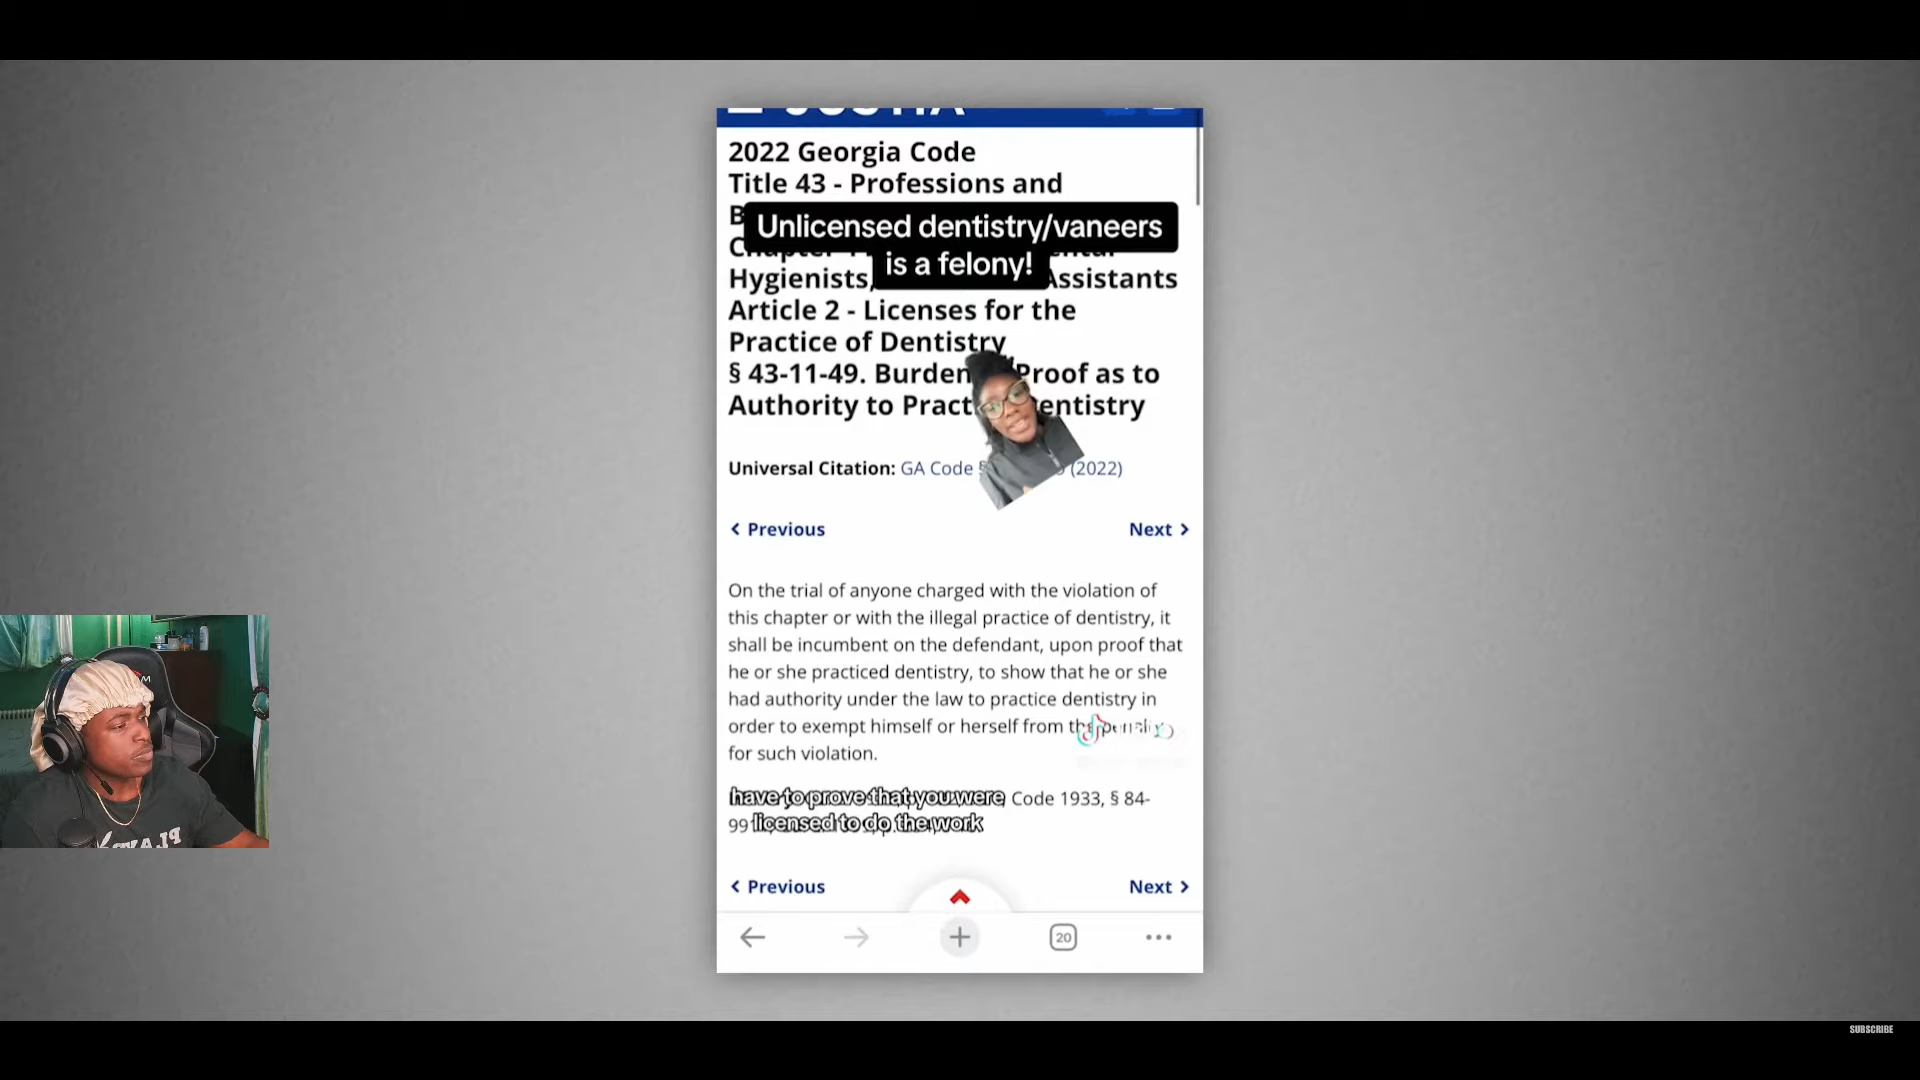 2022 Georgia Code
Title 43 - Professions and
Unlicensed dentistry/vaneers
is a felony!
Hygienists, Assistants
Article 2 - Licenses for the
Practice of Dentistry
§ 43-11-49. Burden Proof as to
Authority to Pract entistry
Universal Citation: GA Code § (2022)
Previous
Next
On the trial of anyone charged with the violation of
this chapter or with the illegal practice of dentistry, it
shall be incumbent on the defendant, upon proof that
he or she practiced dentistry, to show that he or she
had authority under the law to practice dentistry in
order to exempt himself or herself from the penalty
for such violation.
have to prove that you were Code 1933, § 84-
99 licensed to do the work
Previous
Next
20
SUBSCRIBE